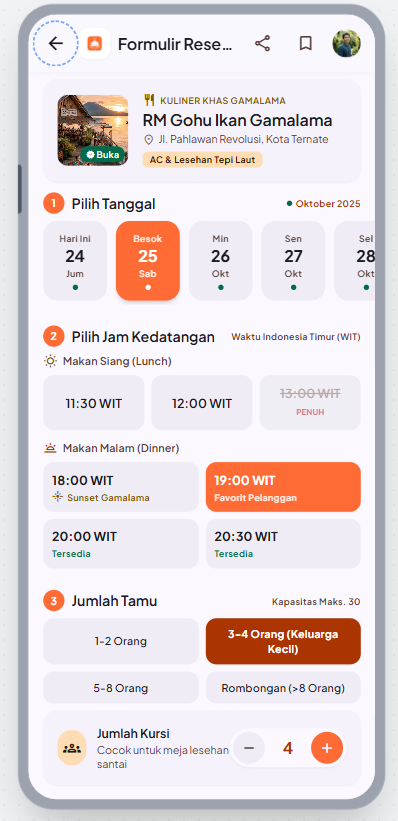 Formulir Rese...
KULINER KHAS GAMALAMA
RM Gohu Ikan Gamalama
Jl. Pahlawan Revolusi, Kota Ternate
Buka
AC & Lesehan Tepi Laut
1 Pilih Tanggal
Oktober 2025
Hari Ini
24
Jum
Besok
25
Sab
Min
26
Okt
Sen
27
Okt
Sel
28
Okt
2 Pilih Jam Kedatangan
Waktu Indonesia Timur (WIT)
Makan Siang (Lunch)
11:30 WIT
12:00 WIT
13:00 WIT
PENUH
Makan Malam (Dinner)
18:00 WIT
Sunset Gamalama
19:00 WIT
Favorit Pelanggan
20:00 WIT
Tersedia
20:30 WIT
Tersedia
3 Jumlah Tamu
Kapasitas Maks. 30
1-2 Orang
3-4 Orang (Keluarga
Kecil)
5-8 Orang
Rombongan (>8 Orang)
Jumlah Kursi
Cocok untuk meja lesehan
santai
− 4 +